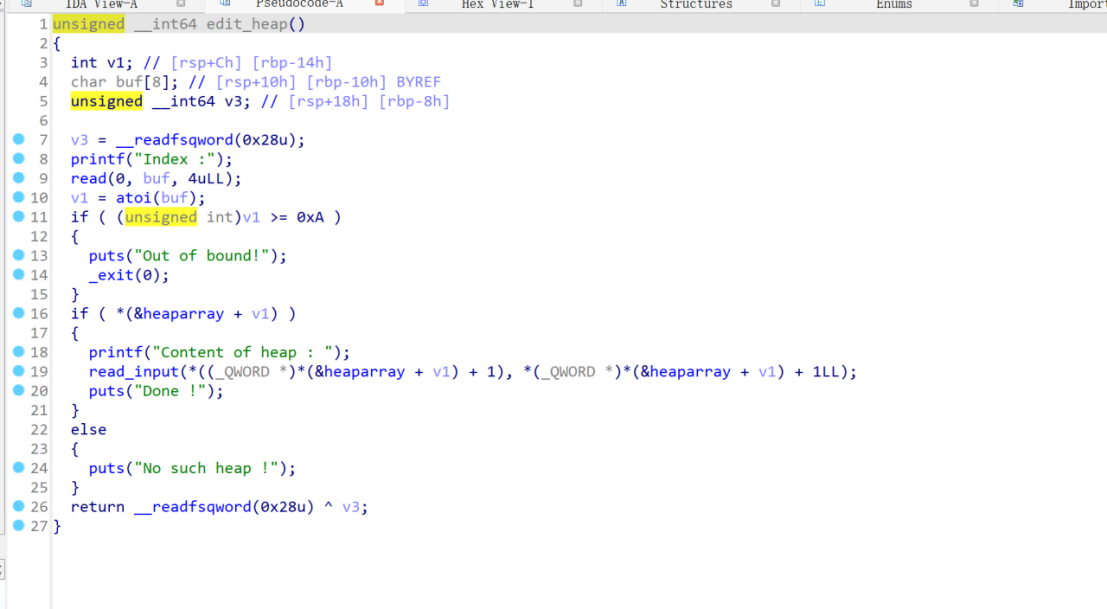 IDA View-A Pseudocode-A Hex View-1 Structures Enums Import
1 unsigned __int64 edit_heap()
2 {
3 int v1; // [rsp+Ch] [rbp-14h]
4 char buf[8]; // [rsp+10h] [rbp-10h] BYREF
5 unsigned __int64 v3; // [rsp+18h] [rbp-8h]
6
7 v3 = __readfsqword(0x28u);
8 printf("Index :");
9 read(0, buf, 4uLL);
10 v1 = atoi(buf);
11 if ( (unsigned int)v1 >= 0xA )
12 {
13 puts("Out of bound!");
14 _exit(0);
15 }
16 if ( *(&heaparray + v1) )
17 {
18 printf("Content of heap : ");
19 read_input(*((_QWORD *)*(&heaparray + v1) + 1), *(_QWORD *)*(&heaparray + v1) + 1LL);
20 puts("Done !");
21 }
22 else
23 {
24 puts("No such heap !");
25 }
26 return __readfsqword(0x28u) ^ v3;
27 }